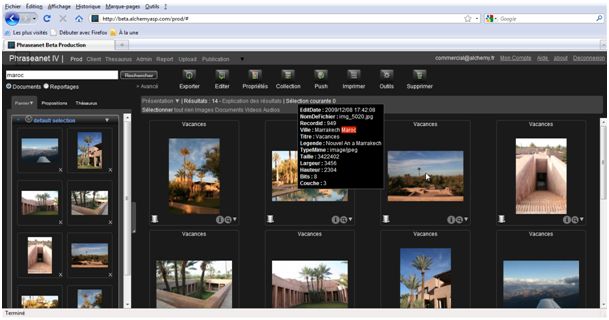 Fichier Édition Affichage Historique Marque-pages Outils ?
http://beta.alchemyasp.com/prod/#
Google
Les plus visités Débuter avec Firefox À la une
Phraseanet Beta Production
Phraseanet IV | Prod Client Thesaurus Admin Report Upload Publication
commercial@alchemy.fr Mon Compte Aide about Deconnexion
maroc Rechercher
Documents Reportages » Avancé
Exporter Editer Propriétés Collection Push Imprimer Outils Supprimer
Panier Propositions Thésaurus
Présentation | Résultats : 14 - Explication des résultats | Sélection courante 0
Sélectionner tout rien Images Documents Videos Audios
default selection
Vacances
Vacances
Vacances
EditDate : 2009/12/08 17:42:08
NomDeFichier : img_5020.jpg
Recordid : 949
Ville : Marrakech Maroc
Titre : Vacances
Legende : Nouvel An a Marrakech
TypeMime : image/jpeg
Taille : 3422402
Largeur : 3456
Hauteur : 2304
Bits : 8
Couche : 3
Vacances Vacances Vacances Vacances
Terminé